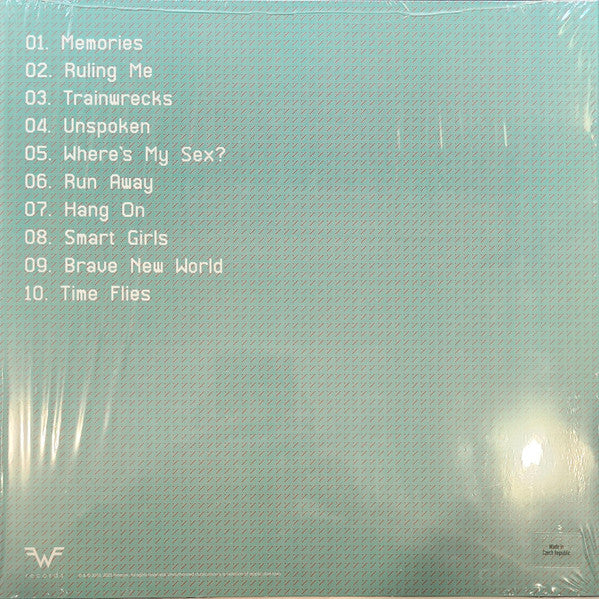 01. Memories
02. Ruling Me
03. Trainwrecks
04. Unspoken
05. Where's My Sex?
06. Run Away
07. Hang On
08. Smart Girls
09. Brave New World
10. Time Flies
W
records
Made in
Czech Republic